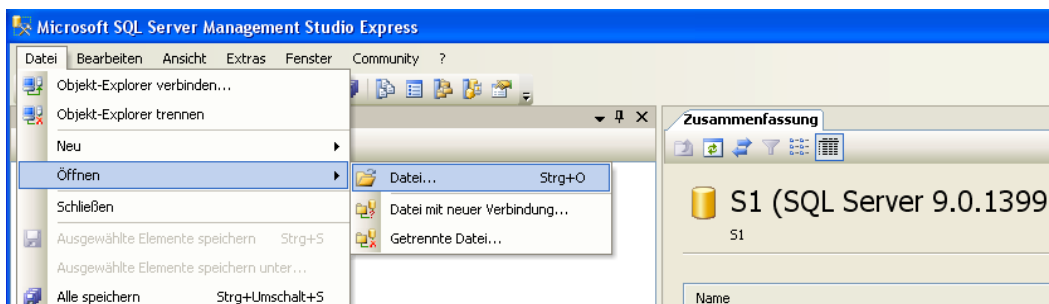 Microsoft SQL Server Management Studio Express
Datei Bearbeiten Ansicht Extras Fenster Community ?
Objekt-Explorer verbinden...
Objekt-Explorer trennen
Neu
Öffnen
Schließen
Ausgewählte Elemente speichern Strg+S
Ausgewählte Elemente speichern unter...
Alle speichern Strg+Umschalt+S
Datei... Strg+O
Datei mit neuer Verbindung...
Getrennte Datei...
Zusammenfassung
S1 (SQL Server 9.0.1399
S1
Name